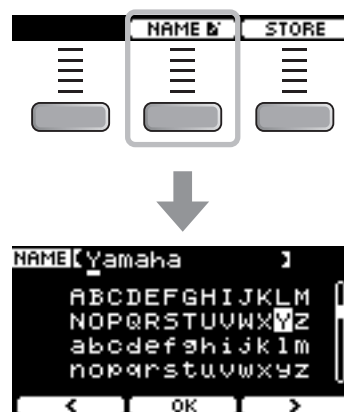 NAME STORE
NAME [Yamaha ]
ABCDEFGHIJKLM
NOPQRSTUVWXYZ
abcdefghijklm
nopqrstuvwxyz
< OK >